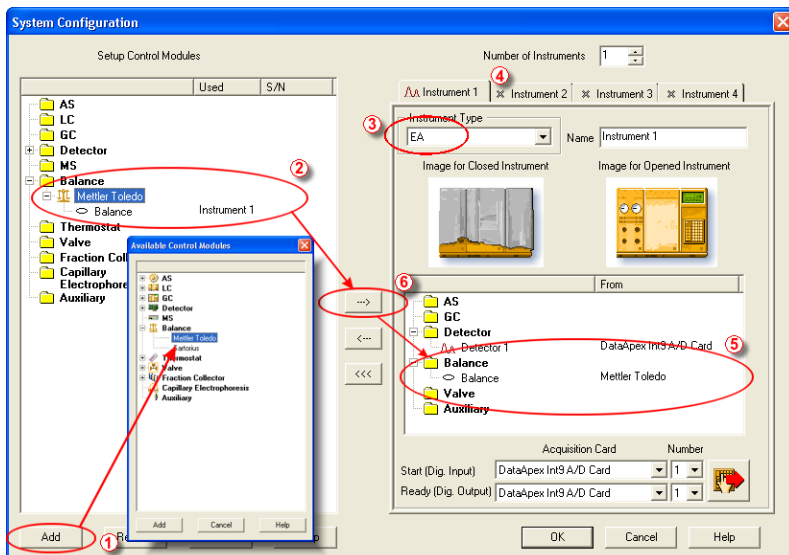 System Configuration
Setup Control Modules
Number of Instruments 1
Used S/N
AS
LC
GC
Detector
MS
Balance
Mettler Toledo
Balance Instrument 1
Thermostat
Valve
Fraction Coll
Capillary
Electrophore
Auxiliary
2
Available Control Modules
AS
LC
GC
Detector
MS
Balance
Mettler Toledo
Sartorius
Thermostat
Valve
Fraction Collector
Capillary Electrophoresis
Auxiliary
Add Cancel Help
Add
1
--->
<---
<<<
6
4
Instrument 1 Instrument 2 Instrument 3 Instrument 4
3
Instrument Type
EA Name Instrument 1
Image for Closed Instrument Image for Opened Instrument
From
AS
GC
Detector
Detector 1 DataApex Int9 A/D Card
5
Balance
Balance Mettler Toledo
Valve
Auxiliary
Acquisition Card Number
Start (Dig. Input) DataApex Int9 A/D Card 1
Ready (Dig. Output) DataApex Int9 A/D Card 1
OK Cancel Help